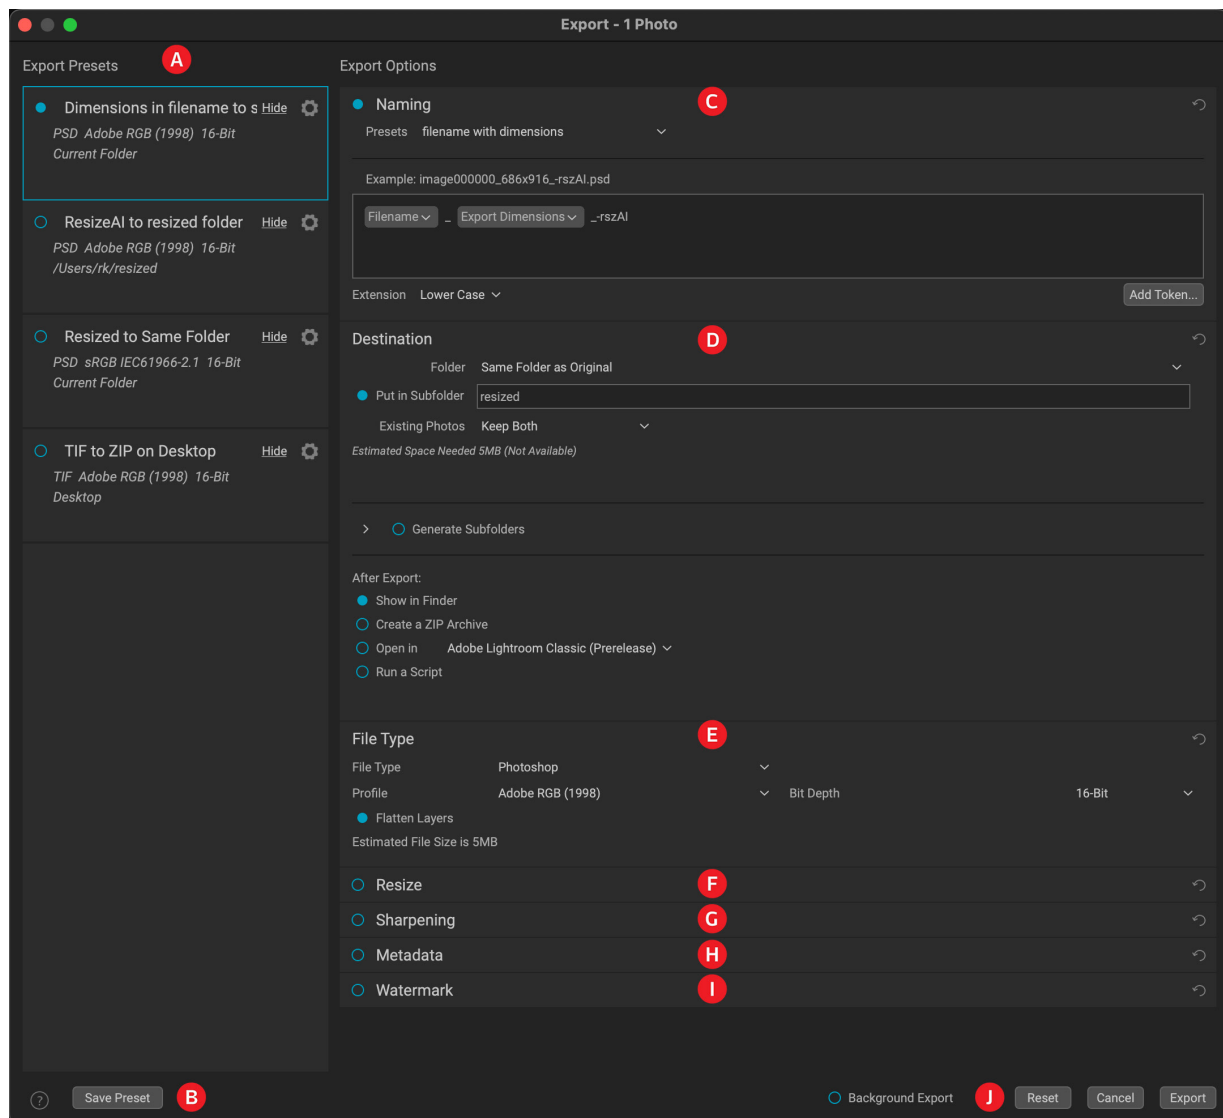 Export - 1 Photo
Export Presets
A
Dimensions in filename to s Hide
PSD Adobe RGB (1998) 16-Bit
Current Folder
ResizeAI to resized folder Hide
PSD Adobe RGB (1998) 16-Bit
/Users/rk/resized
Resized to Same Folder Hide
PSD sRGB IEC61966-2.1 16-Bit
Current Folder
TIF to ZIP on Desktop Hide
TIF Adobe RGB (1998) 16-Bit
Desktop
Export Options
Naming C
Presets filename with dimensions
Example: image000000_686x916_-rszAI.psd
Filename _ Export Dimensions _-rszAI
Extension Lower Case Add Token...
Destination D
Folder Same Folder as Original
Put in Subfolder resized
Existing Photos Keep Both
Estimated Space Needed 5MB (Not Available)
Generate Subfolders
After Export:
Show in Finder
Create a ZIP Archive
Open in Adobe Lightroom Classic (Prerelease)
Run a Script
File Type E
File Type Photoshop
Profile Adobe RGB (1998) Bit Depth 16-Bit
Flatten Layers
Estimated File Size is 5MB
Resize F
Sharpening G
Metadata H
Watermark I
? Save Preset B Background Export J Reset Cancel Export